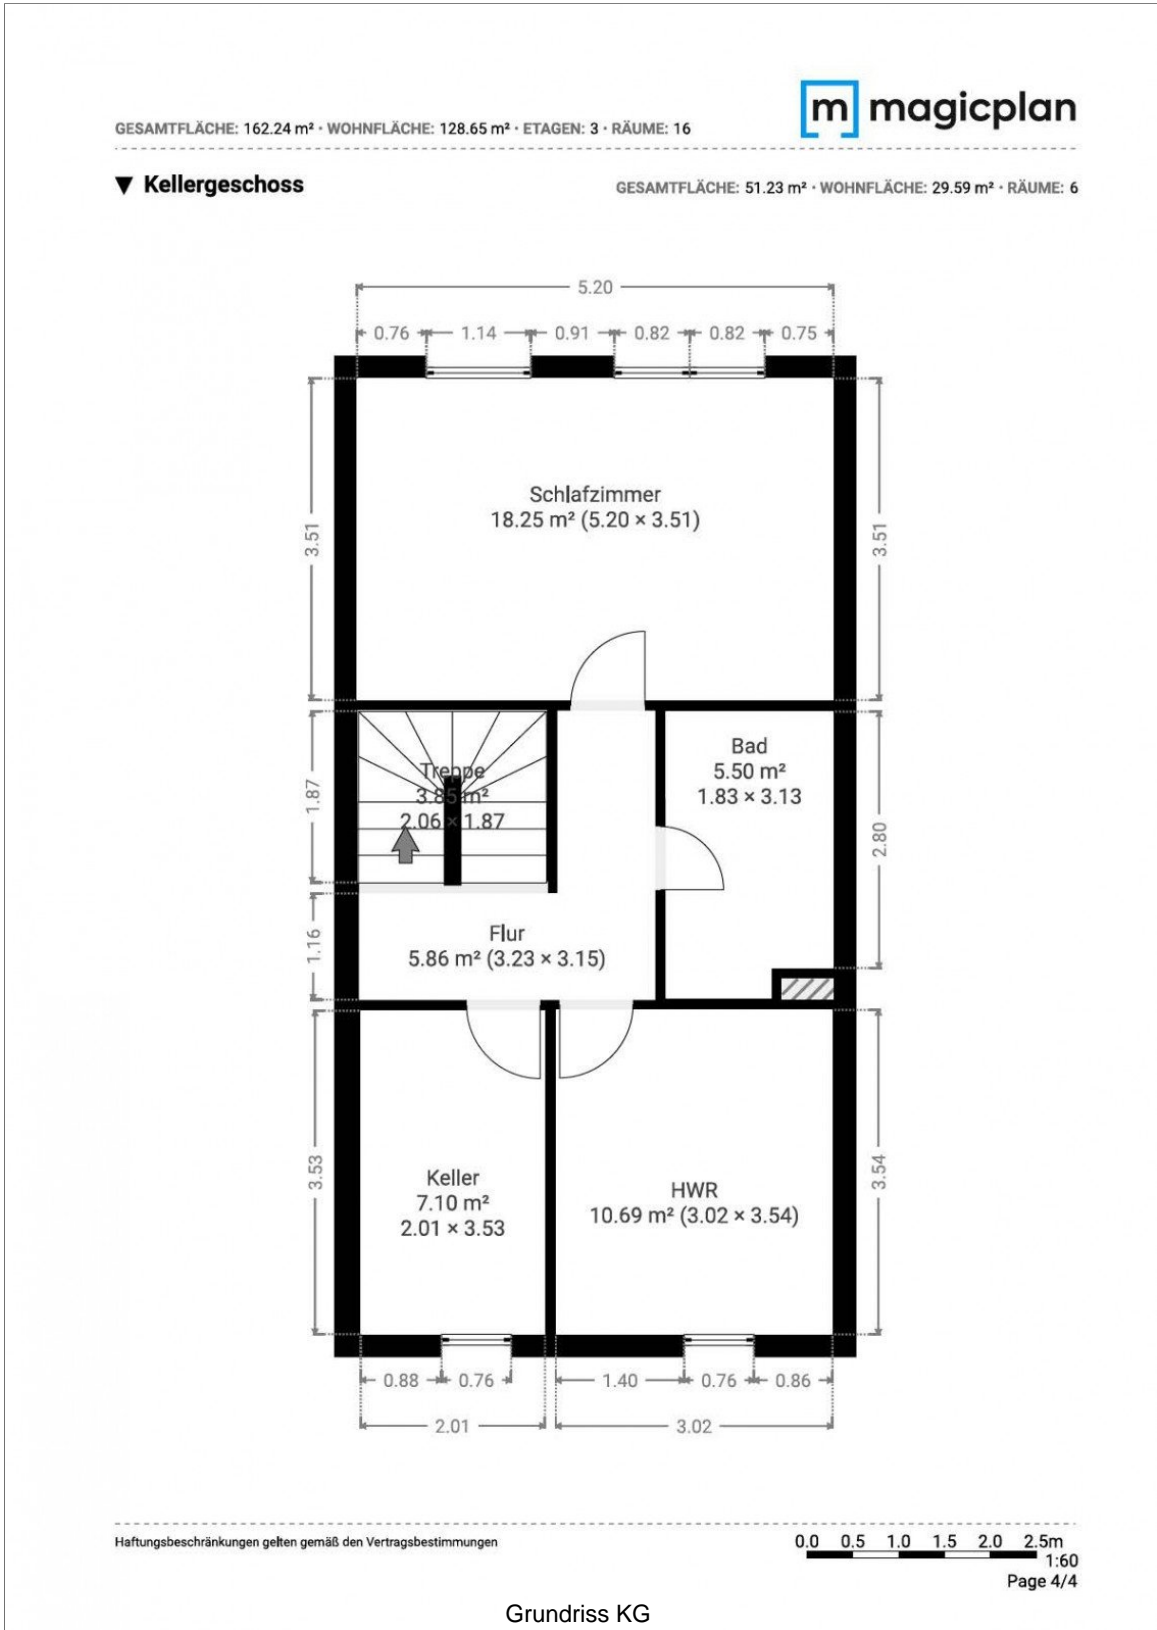 m magicplan
GESAMTFLÄCHE: 162.24 m² · WOHNFLÄCHE: 128.65 m² · ETAGEN: 3 · RÄUME: 16
▼ Kellergeschoss
GESAMTFLÄCHE: 51.23 m² · WOHNFLÄCHE: 29.59 m² · RÄUME: 6
5.20
0.76 1.14 0.91 0.82 0.82 0.75
3.51
Schlafzimmer
18.25 m² (5.20 × 3.51)
3.51
1.87
Treppe
3.85 m²
2.06 × 1.87
Bad
5.50 m²
1.83 × 3.13
2.80
1.16
Flur
5.86 m² (3.23 × 3.15)
3.53
Keller
7.10 m²
2.01 × 3.53
HWR
10.69 m² (3.02 × 3.54)
3.54
0.88 0.76 1.40 0.76 0.86
2.01 3.02
Haftungsbeschränkungen gelten gemäß den Vertragsbestimmungen
0.0 0.5 1.0 1.5 2.0 2.5m
1:60
Page 4/4
Grundriss KG